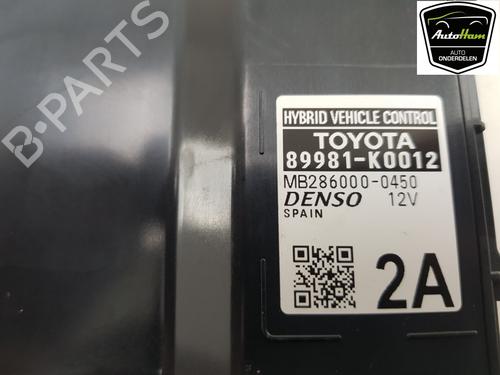 AutoHam
AUTO
ONDERDELEN
B-PARTS
HYBRID VEHICLE CONTROL
TOYOTA
89981-K0012
MB286000-0450
DENSO 12V
SPAIN
2A